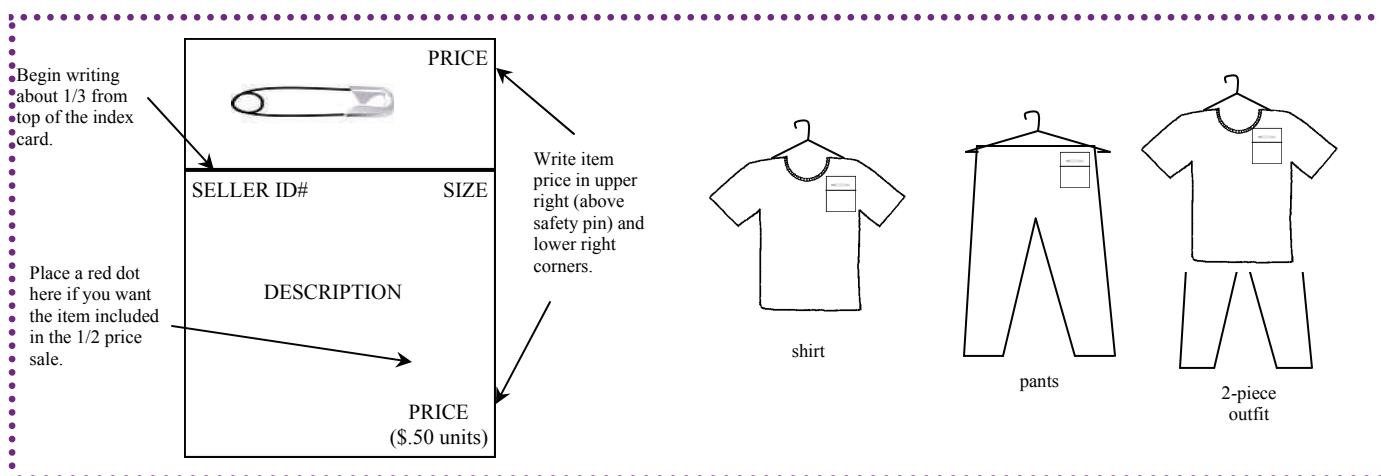 Begin writing
about 1/3 from
top of the index
card.
PRICE
SELLER ID# SIZE
Place a red dot
here if you want
the item included
in the 1/2 price
sale.
DESCRIPTION
PRICE
($.50 units)
Write item
price in upper
right (above
safety pin) and
lower right
corners.
shirt
pants
2-piece
outfit